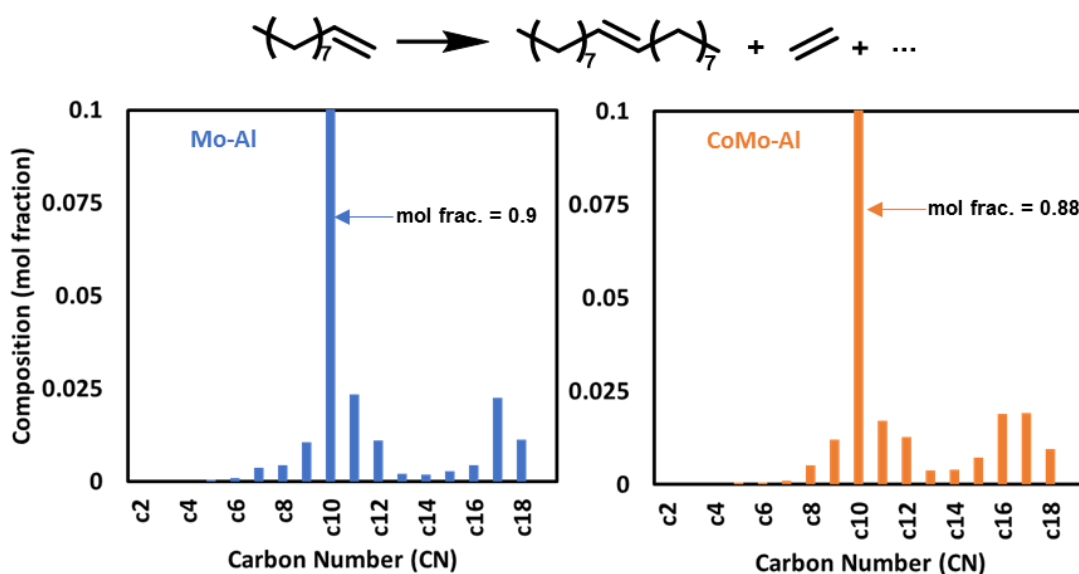 7
7
7
+
+
...
0.1
0.075
0.05
0.025
0
Composition (mol fraction)
Mo-Al
mol frac. = 0.9
c2
c4
c6
c8
c10
c12
c14
c16
c18
Carbon Number (CN)
0.1
0.075
0.05
0.025
0
CoMo-Al
mol frac. = 0.88
c2
c4
c6
c8
c10
c12
c14
c16
c18
Carbon Number (CN)